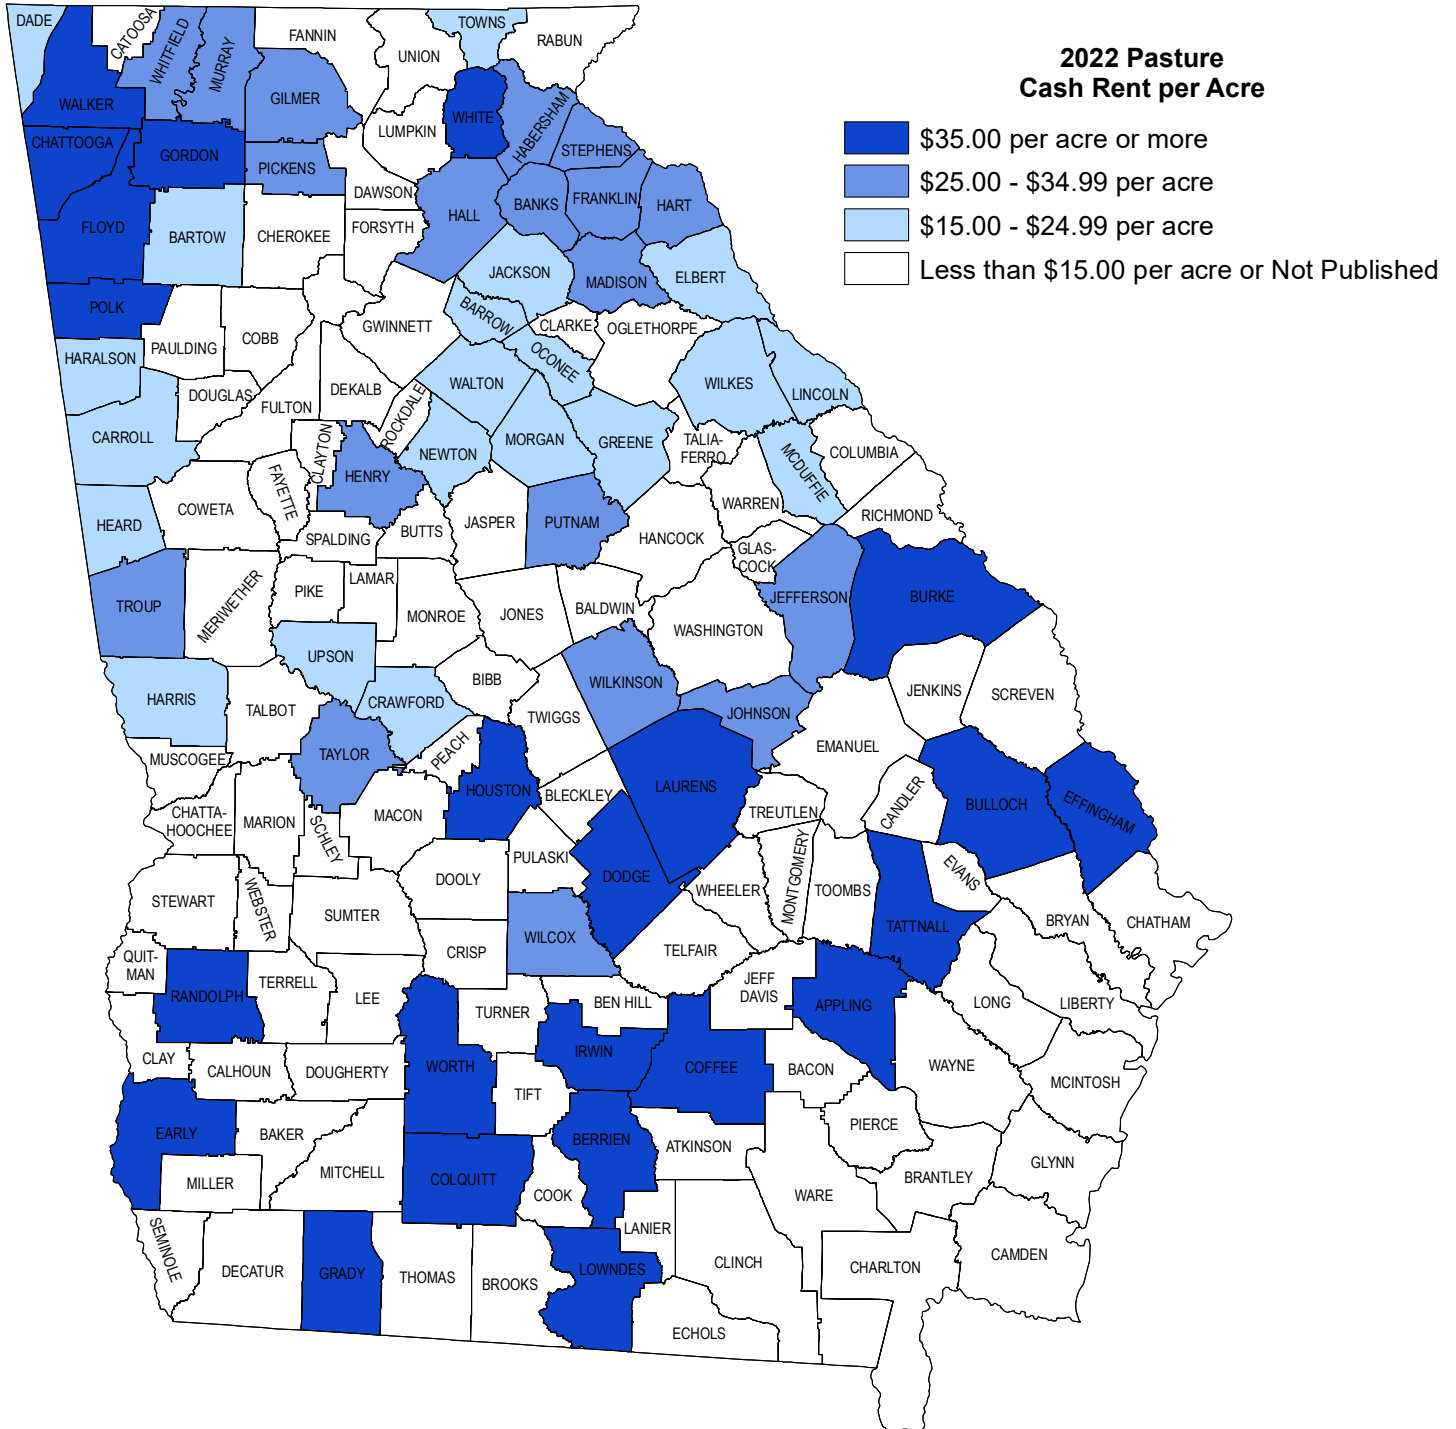 2022 Pasture
Cash Rent per Acre
$35.00 per acre or more
$25.00 - $34.99 per acre
$15.00 - $24.99 per acre
Less than $15.00 per acre or Not Published
DADE
CATOOSA
WHITFIELD
MURRAY
FANNIN
UNION
TOWNS
RABUN
WALKER
GILMER
LUMPKIN
WHITE
HABERSHAM
STEPHENS
CHATTOOGA
GORDON
PICKENS
DAWSON
HALL
BANKS
FRANKLIN
HART
FLOYD
BARTOW
CHEROKEE
FORSYTH
JACKSON
MADISON
ELBERT
POLK
PAULDING
COBB
GWINNETT
BARROW
CLARKE
OGLETHORPE
HARALSON
DOUGLAS
FULTON
DEKALB
ROCKDALE
WALTON
OCONEE
WILKES
LINCOLN
CARROLL
CLAYTON
HENRY
NEWTON
MORGAN
GREENE
TALIA-
FERRO
MCDUFFIE
COLUMBIA
HEARD
COWETA
FAYETTE
SPALDING
BUTTS
JASPER
PUTNAM
HANCOCK
WARREN
RICHMOND
GLAS-
COCK
TROUP
MERIWETHER
PIKE
LAMAR
MONROE
JONES
BALDWIN
WASHINGTON
JEFFERSON
BURKE
UPSON
HARRIS
TALBOT
CRAWFORD
BIBB
TWIGGS
WILKINSON
JOHNSON
JENKINS
SCREVEN
MUSCOGEE
TAYLOR
PEACH
HOUSTON
BLECKLEY
LAURENS
EMANUEL
TREUTLEN
CANDLER
BULLOCH
EFFINGHAM
CHATTA-
HOOCHEE
MARION
SCHLEY
MACON
PULASKI
DOOLY
DODGE
WHEELER
MONTGOMERY
TOOMBS
EVANS
TATTNALL
BRYAN
CHATHAM
STEWART
WEBSTER
SUMTER
CRISP
WILCOX
TELFAIR
QUIT-
MAN
RANDOLPH
TERRELL
LEE
TURNER
BEN HILL
JEFF
DAVIS
APPLING
LONG
LIBERTY
CLAY
CALHOUN
DOUGHERTY
WORTH
TIFT
IRWIN
COFFEE
BACON
WAYNE
MCINTOSH
EARLY
BAKER
MITCHELL
BERRIEN
ATKINSON
PIERCE
MILLER
COLQUITT
COOK
LANIER
WARE
BRANTLEY
GLYNN
SEMINOLE
DECATUR
GRADY
THOMAS
BROOKS
LOWNDES
CLINCH
CHARLTON
CAMDEN
ECHOLS